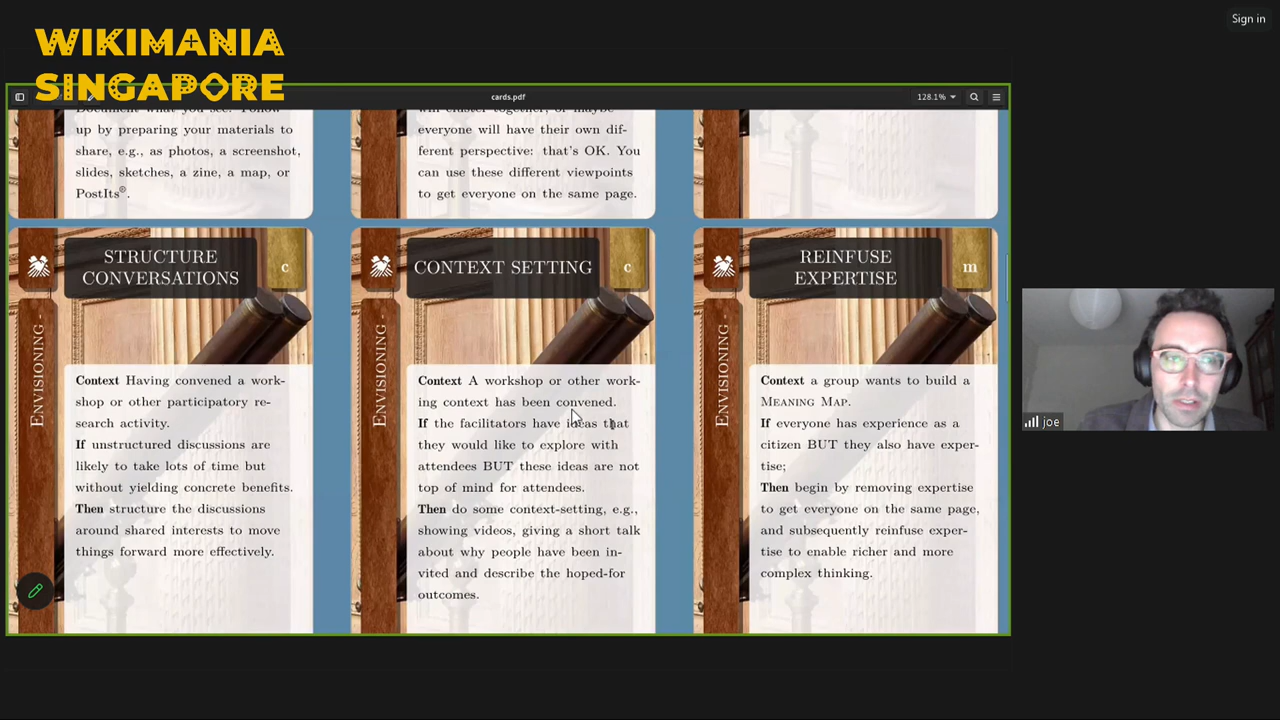 Sign in
WIKIMANIA
SINGAPORE
cards.pdf
128.1%
Document what you see. Follow
up by preparing your materials to
share, e.g., as photos, a screenshot,
slides, sketches, a zine, a map, or
PostIts®.
will cluster together, or maybe
everyone will have their own dif-
ferent perspective: that's OK. You
can use these different viewpoints
to get everyone on the same page.
STRUCTURE
CONVERSATIONS
c
ENVISIONING -
Context Having convened a work-
shop or other participatory re-
search activity.
If unstructured discussions are
likely to take lots of time but
without yielding concrete benefits.
Then structure the discussions
around shared interests to move
things forward more effectively.
CONTEXT SETTING
c
ENVISIONING -
Context A workshop or other work-
ing context has been convened.
If the facilitators have ideas that
they would like to explore with
attendees BUT these ideas are not
top of mind for attendees.
Then do some context-setting, e.g.,
showing videos, giving a short talk
about why people have been in-
vited and describe the hoped-for
outcomes.
REINFUSE
EXPERTISE
m
ENVISIONING -
Context a group wants to build a
MEANING MAP.
If everyone has experience as a
citizen BUT they also have exper-
tise;
Then begin by removing expertise
to get everyone on the same page,
and subsequently reinfuse exper-
tise to enable richer and more
complex thinking.
joe